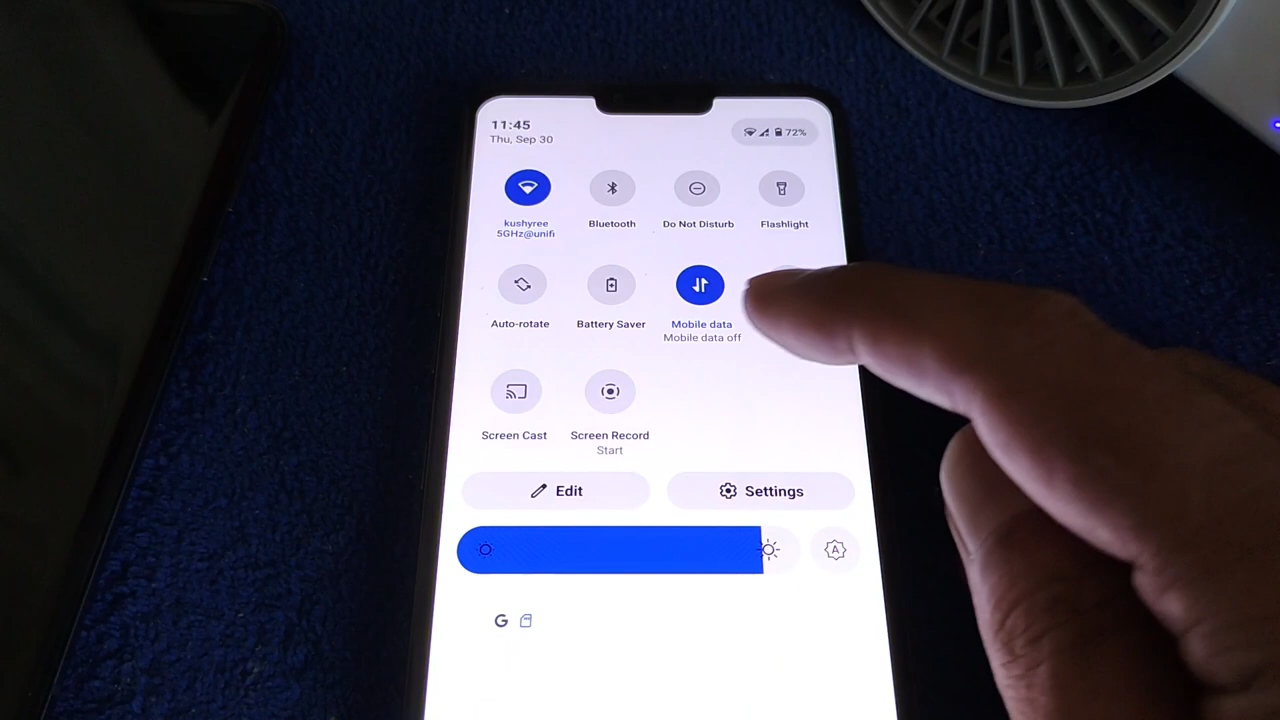 11:45
Thu, Sep 30
72%
kushyree
5GHz@unifi
Bluetooth
Do Not Disturb
Flashlight
Auto-rotate
Battery Saver
Mobile data
Mobile data off
Screen Cast
Screen Record
Start
Edit
Settings
A
G